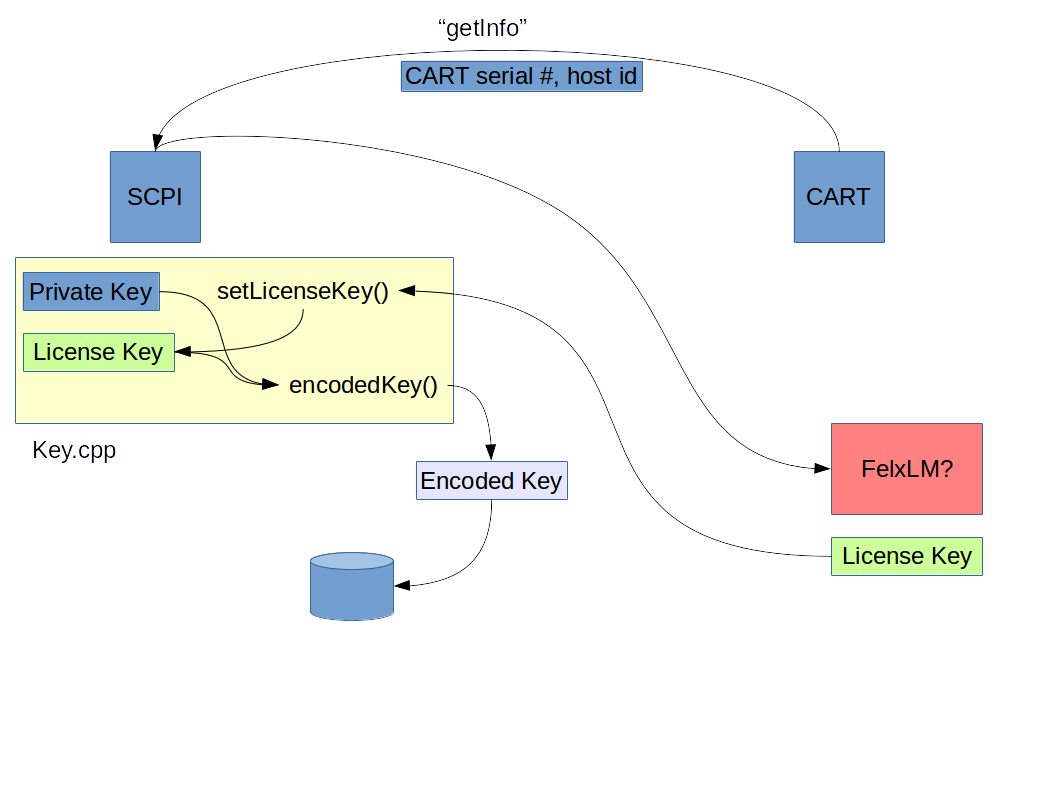 “getInfo”
CART serial #, host id
SCPI
CART
Private Key
setLicenseKey()
License Key
encodedKey()
Key.cpp
Encoded Key
FelxLM?
License Key